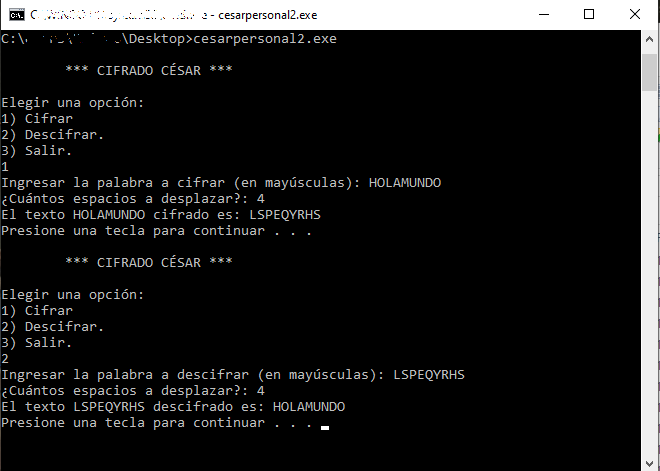 - cesarpersonal2.exe
\Desktop>cesarpersonal2.exe
*** CIFRADO CÉSAR ***
Elegir una opción:
1) Cifrar
2) Descifrar.
3) Salir.
1
Ingresar la palabra a cifrar (en mayúsculas): HOLAMUNDO
¿Cuántos espacios a desplazar?: 4
El texto HOLAMUNDO cifrado es: LSPEQYRHS
Presione una tecla para continuar . . .
*** CIFRADO CÉSAR ***
Elegir una opción:
1) Cifrar
2) Descifrar.
3) Salir.
2
Ingresar la palabra a descifrar (en mayúsculas): LSPEQYRHS
¿Cuántos espacios a desplazar?: 4
El texto LSPEQYRHS descifrado es: HOLAMUNDO
Presione una tecla para continuar . . .